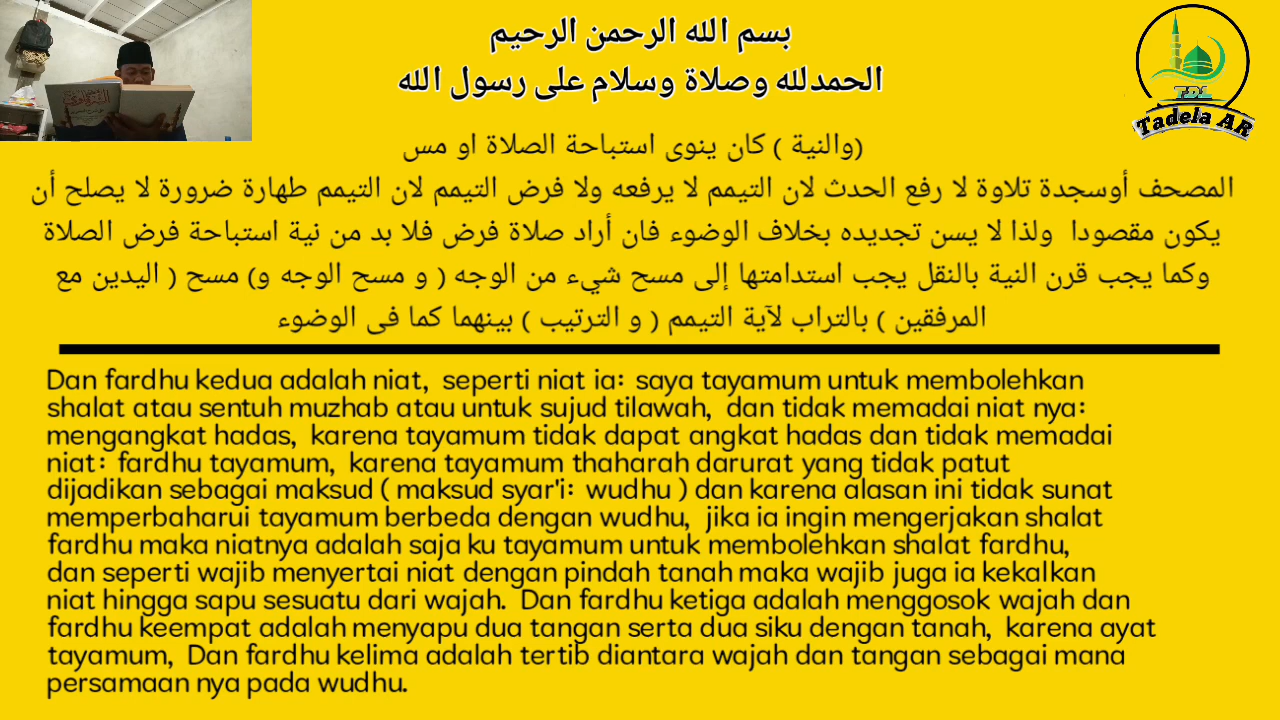 بسم الله الرحمن الرحيم
الحمدلله وصلاة وسلام على رسول الله
(والنية ) كان ينوى استباحة الصلاة او مس
المصحف أوسجدة تلاوة لا رفع الحدث لان التيمم لا يرفعه ولا فرض التيمم لان التيمم طهارة ضرورة لا يصلح أن
يكون مقصودا ولذا لا يسن تجديده بخلاف الوضوء فان أراد صلاة فرض فلا بد من نية استباحة فرض الصلاة
وكما يجب قرن النية بالنقل يجب استدامتها إلى مسح شيء من الوجه ( و مسح الوجه و) مسح ( اليدين مع
المرفقين ) بالتراب لآية التيمم ( و الترتيب ) بينهما كما فى الوضوء
Dan fardhu kedua adalah niat, seperti niat ia: saya tayamum untuk membolehkan
shalat atau sentuh muzhab atau untuk sujud tilawah, dan tidak memadai niat nya:
mengangkat hadas, karena tayamum tidak dapat angkat hadas dan tidak memadai
niat: fardhu tayamum, karena tayamum thaharah darurat yang tidak patut
dijadikan sebagai maksud ( maksud syar'i: wudhu ) dan karena alasan ini tidak sunat
memperbaharui tayamum berbeda dengan wudhu, jika ia ingin mengerjakan shalat
fardhu maka niatnya adalah saja ku tayamum untuk membolehkan shalat fardhu,
dan seperti wajib menyertai niat dengan pindah tanah maka wajib juga ia kekalkan
niat hingga sapu sesuatu dari wajah. Dan fardhu ketiga adalah menggosok wajah dan
fardhu keempat adalah menyapu dua tangan serta dua siku dengan tanah, karena ayat
tayamum, Dan fardhu kelima adalah tertib diantara wajah dan tangan sebagai mana
persamaan nya pada wudhu.
TDL
Tadela AR
الشرقاوي